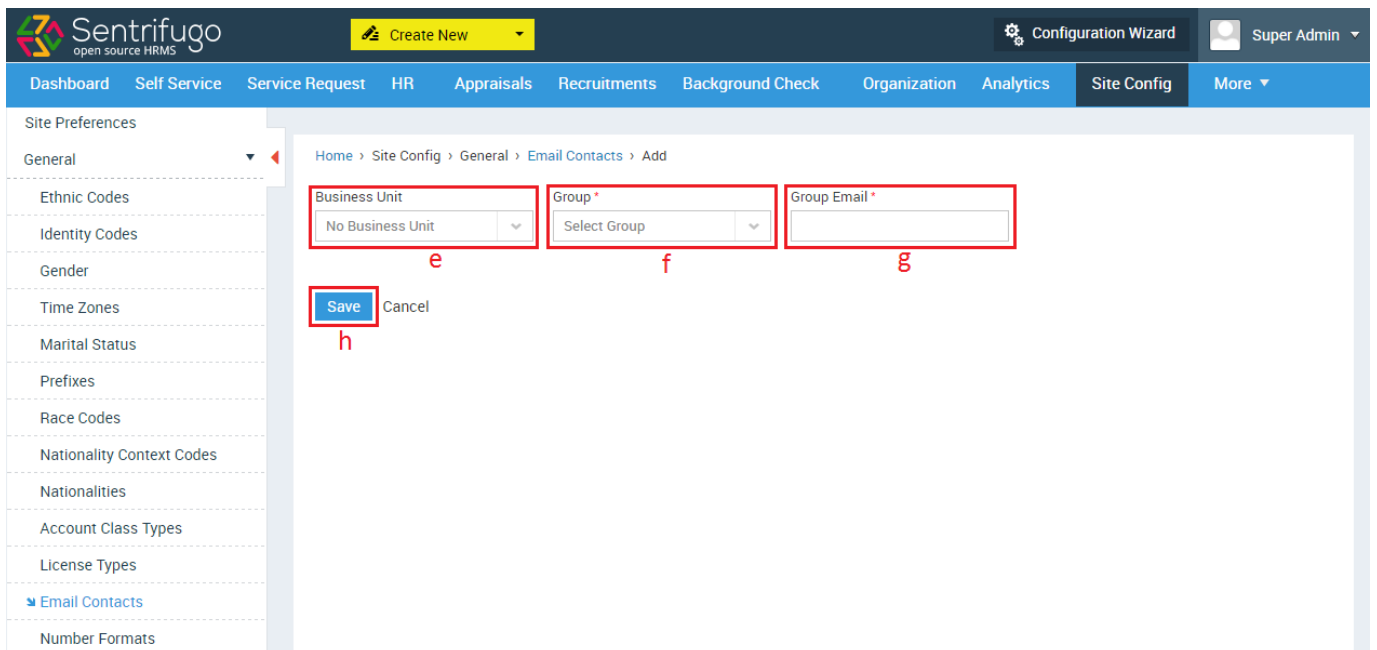 Sentrifugo
open source HRMS
Create New
Configuration Wizard
Super Admin
Dashboard Self Service Service Request HR Appraisals Recruitments Background Check Organization Analytics Site Config More
Site Preferences
General
Ethnic Codes
Identity Codes
Gender
Time Zones
Marital Status
Prefixes
Race Codes
Nationality Context Codes
Nationalities
Account Class Types
License Types
Email Contacts
Number Formats
Home › Site Config › General › Email Contacts › Add
Business Unit Group * Group Email *
No Business Unit Select Group
e f g
Save Cancel
h